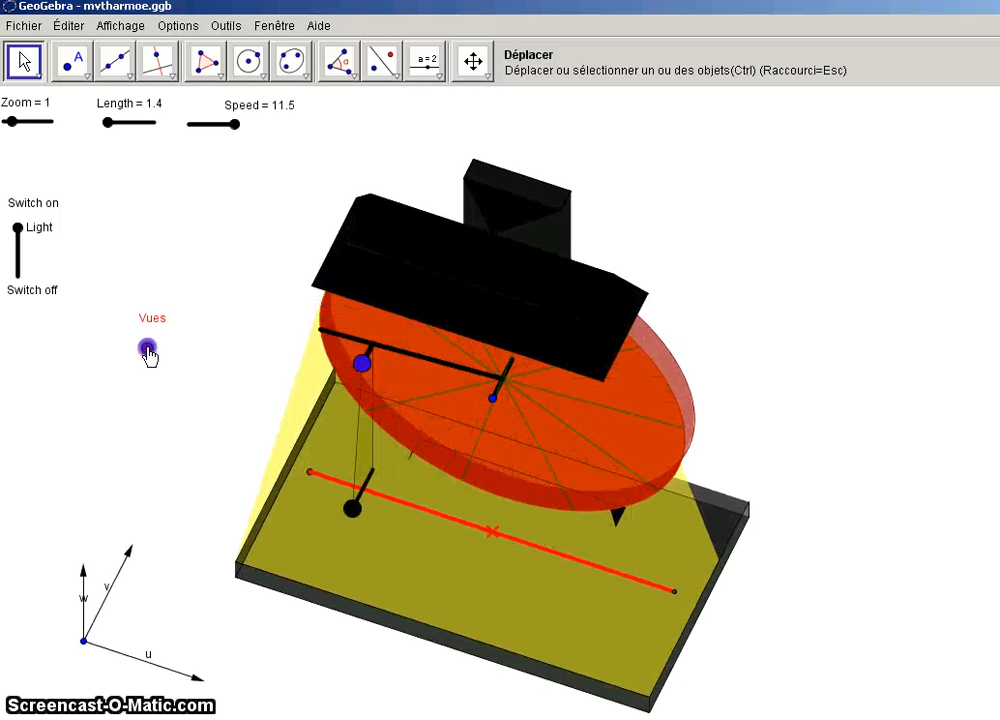 GeoGebra - mvtharmoe.ggb
Fichier Éditer Affichage Options Outils Fenêtre Aide
A
α
a=2
Déplacer
Déplacer ou sélectionner un ou des objets(Ctrl) (Raccourci=Esc)
Zoom = 1
Length = 1.4
Speed = 11.5
Switch on
Light
Switch off
Vues
v
w
u
Screencast-O-Matic.com